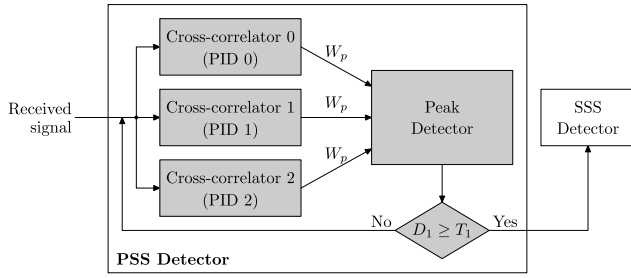 Received
signal
Cross-correlator 0
(PID 0)
Cross-correlator 1
(PID 1)
Cross-correlator 2
(PID 2)
W_p
W_p
W_p
Peak
Detector
SSS
Detector
No
D_1 ≥ T_1
Yes
PSS Detector